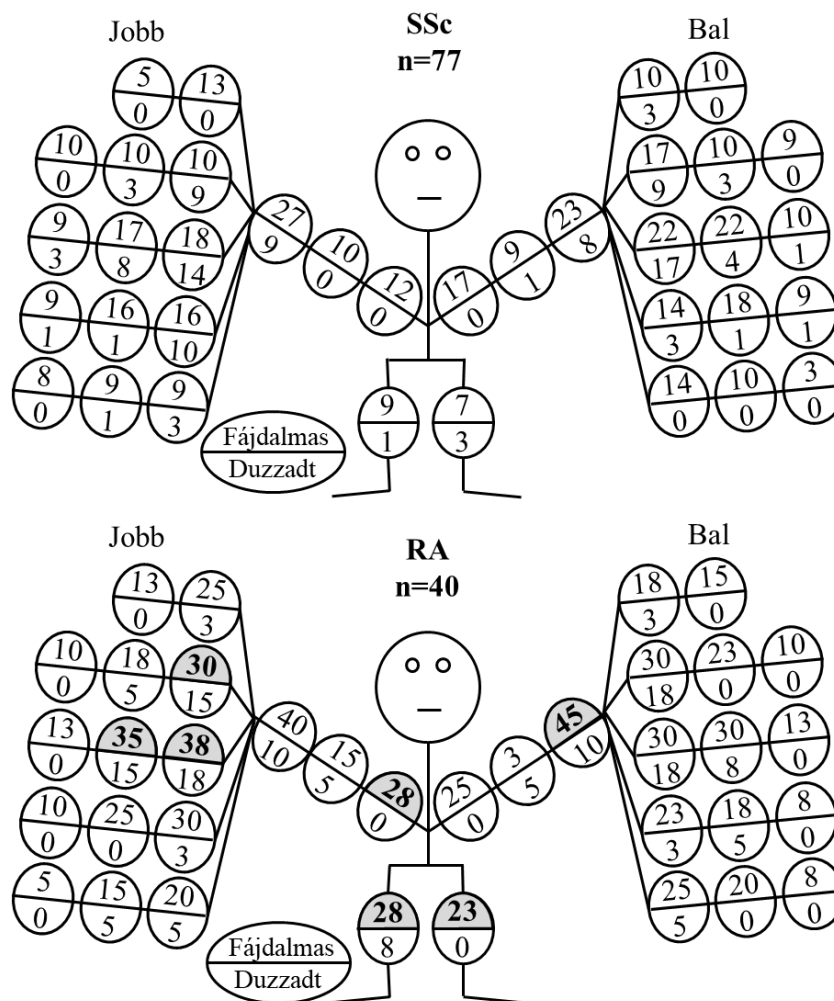 SSc
n=77
Jobb
Bal
5 13
0 0
10 10
3 0
10 10 10
0 3 9
17 10 9
9 3 0
27 10 12
9 0 0
17 9 23
0 1 8
9 17 18
3 8 14
22 22 10
17 4 1
9 16 16
1 1 10
14 18 9
3 1 1
8 9 9
0 1 3
14 10 3
0 0 0
9 7
1 3
Fájdalmas
Duzzadt
RA
n=40
Jobb
Bal
13 25
0 3
18 15
3 0
10 18 30
0 5 15
30 23 10
18 0 0
40 15 28
10 5 0
25 3 45
0 5 10
13 35 38
0 15 18
30 30 13
18 8 0
10 25 30
0 0 3
23 18 8
3 5 0
5 15 20
0 5 5
25 20 8
5 0 0
28 23
8 0
Fájdalmas
Duzzadt